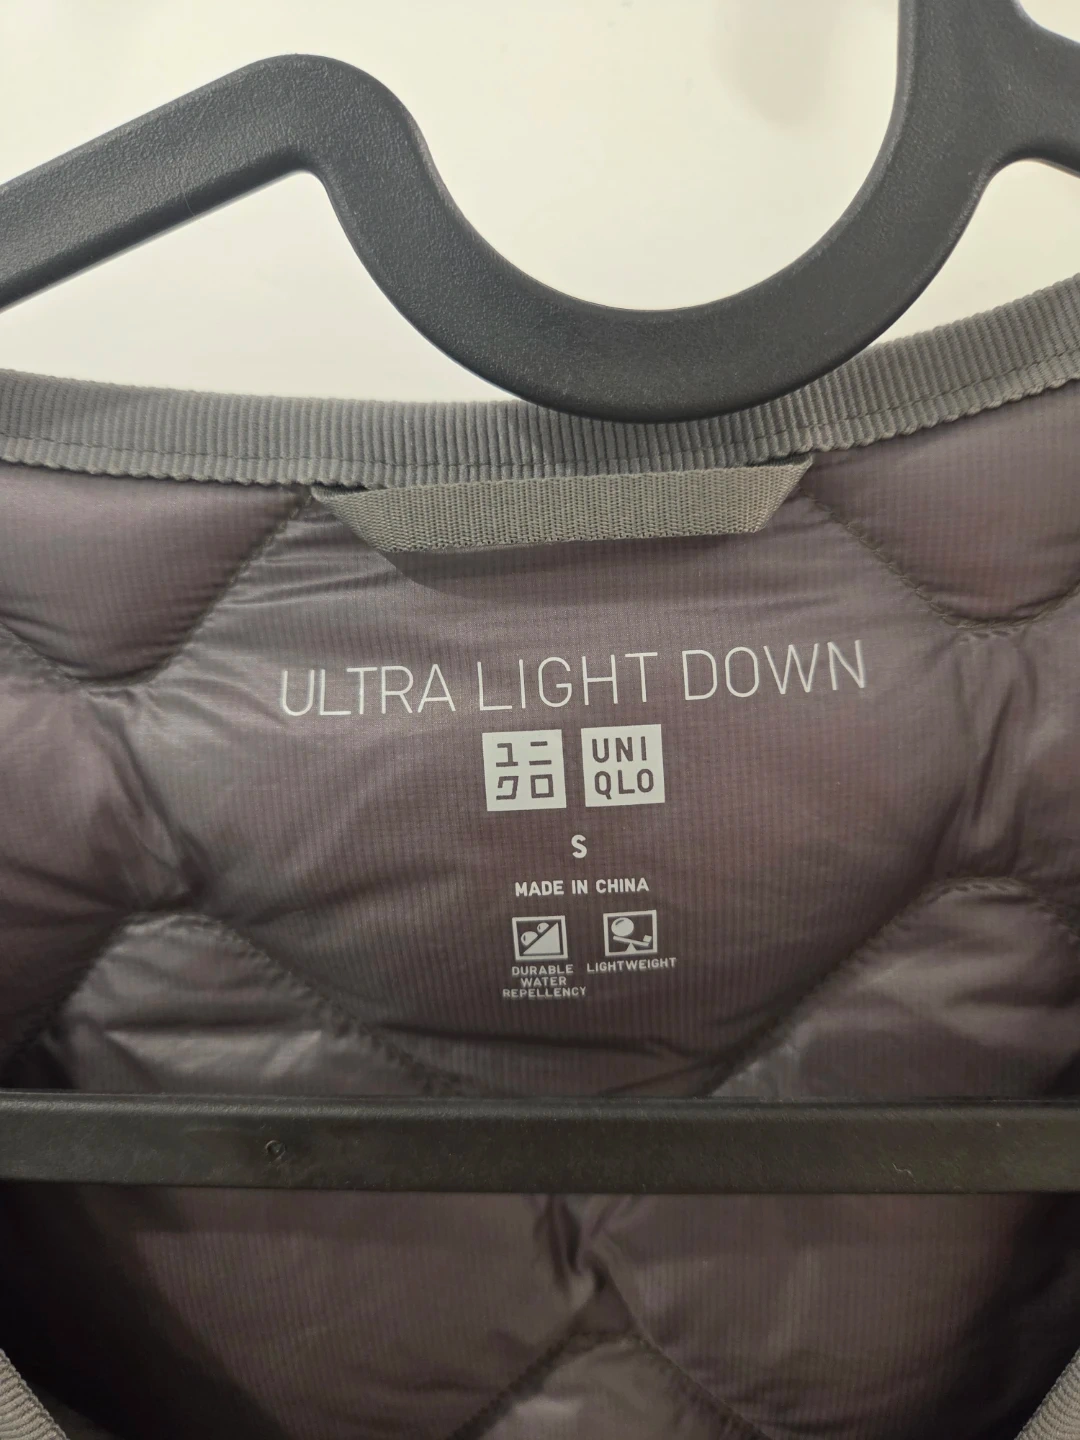 ULTRA LIGHT DOWN
ユニ
クロ
UNI
QLO
S
MADE IN CHINA
DURABLE
WATER
REPELLENCY
LIGHTWEIGHT